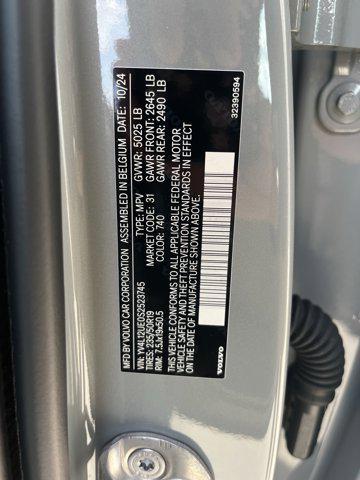 MFD BY: VOLVO CAR CORPORATION ASSEMBLED IN BELGIUM DATE: 10/24
GVWR: 5025 LB
VIN: YV4L12UE0S2523745 TYPE: MPV GAWR FRONT: 2645 LB
TIRES: 235/50R19 MARKET CODE: 31 GAWR REAR: 2490 LB
RIM: 7.5Jx19x50.5 COLOR: 740
THIS VEHICLE CONFORMS TO ALL APPLICABLE FEDERAL MOTOR
VEHICLE SAFETY AND THEFT PREVENTION STANDARDS IN EFFECT
ON THE DATE OF MANUFACTURE SHOWN ABOVE.
VOLVO 32390594